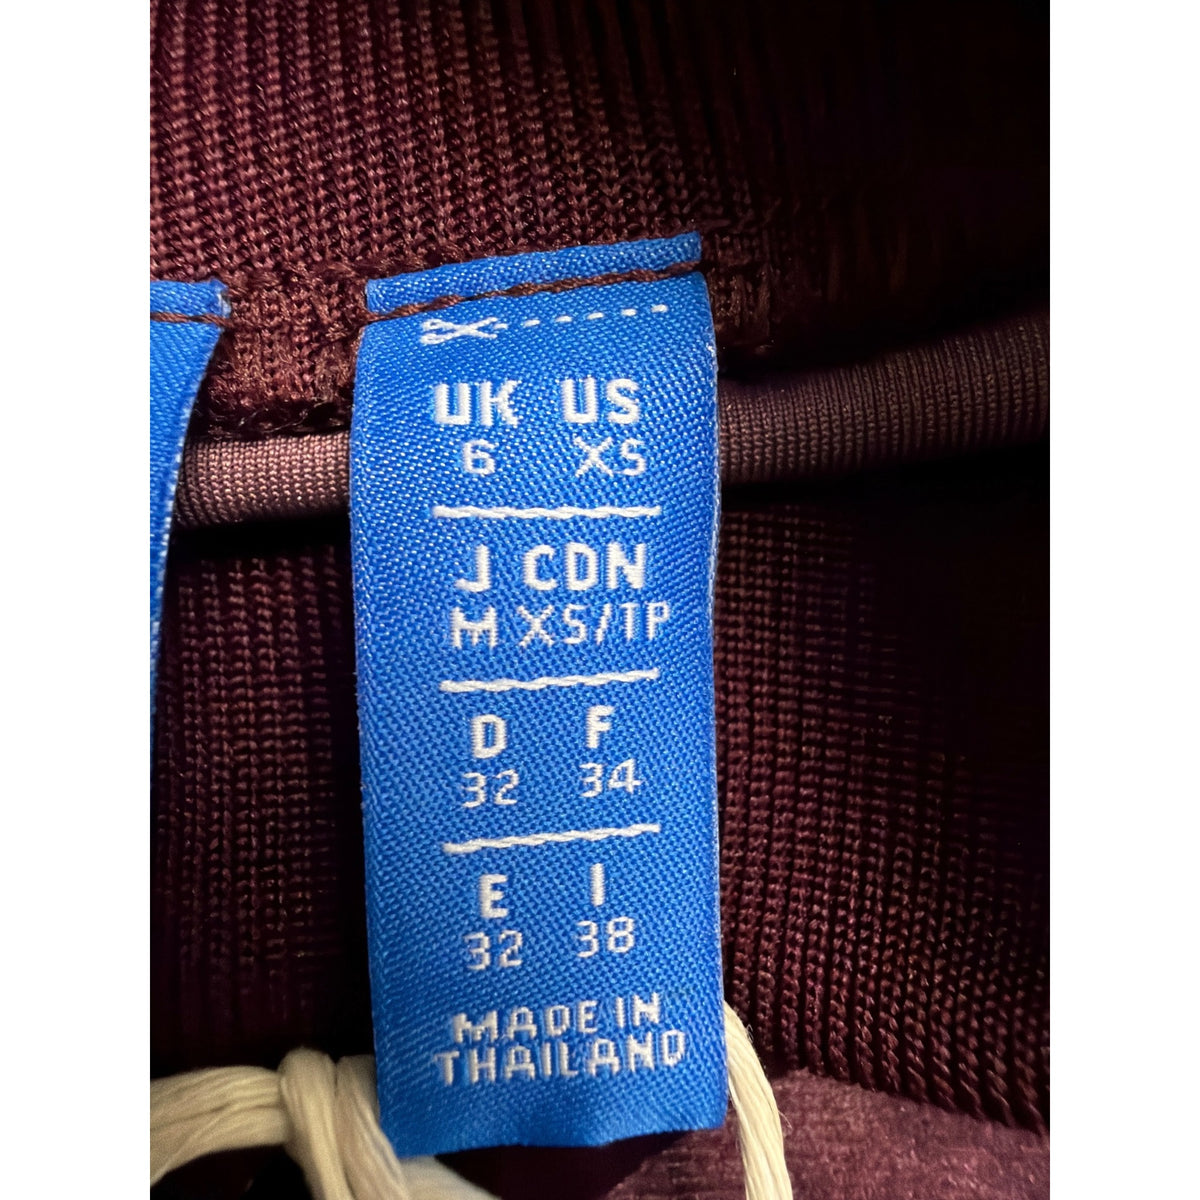 UK US
6 XS
J CDN
M XS/TP
D F
32 34
E I
32 38
MADE IN
THAILAND